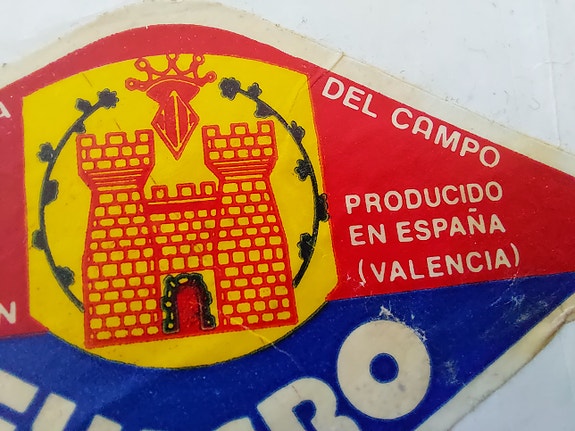 DEL CAMPO
PRODUCIDO
EN ESPAÑA
(VALENCIA)